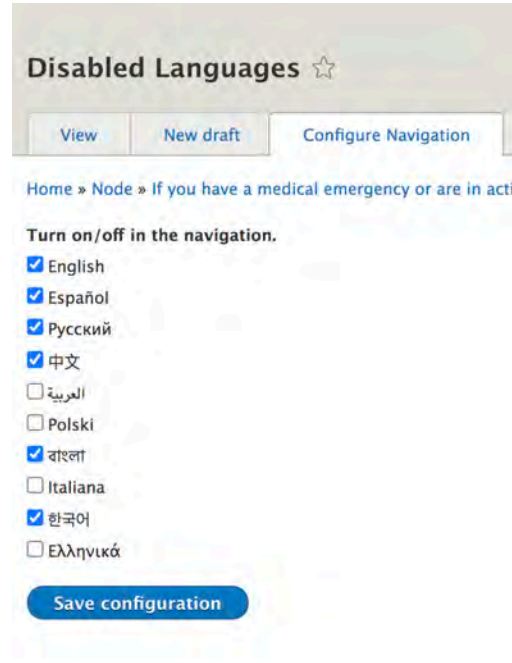 Disabled Languages
View New draft Configure Navigation
Home » Node » If you have a medical emergency or are in
Turn on/off in the navigation.
English
Español
Русский
中文
العربية
Polski
বাংলা
Italiana
한국어
Ελληνικά
Save configuration